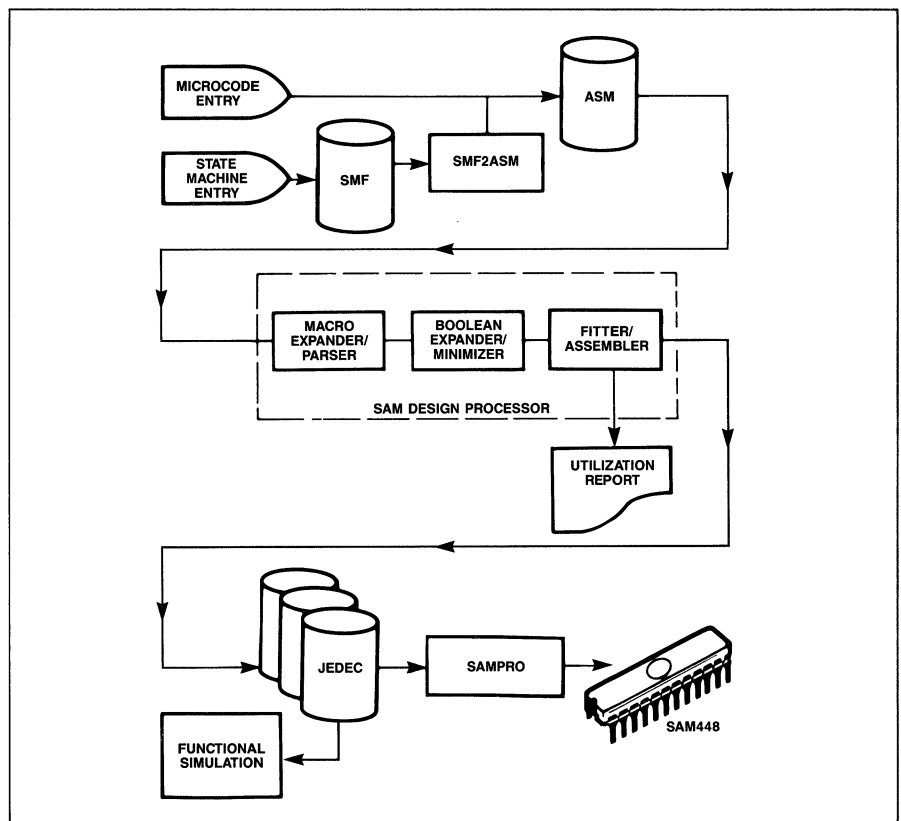 MICROCODE
ENTRY
ASM
STATE
MACHINE
ENTRY
SMF
SMF2ASM
MACRO
EXPANDER/
PARSER
BOOLEAN
EXPANDER/
MINIMIZER
FITTER/
ASSEMBLER
SAM DESIGN PROCESSOR
UTILIZATION
REPORT
JEDEC
SAMPRO
SAM448
FUNCTIONAL
SIMULATION